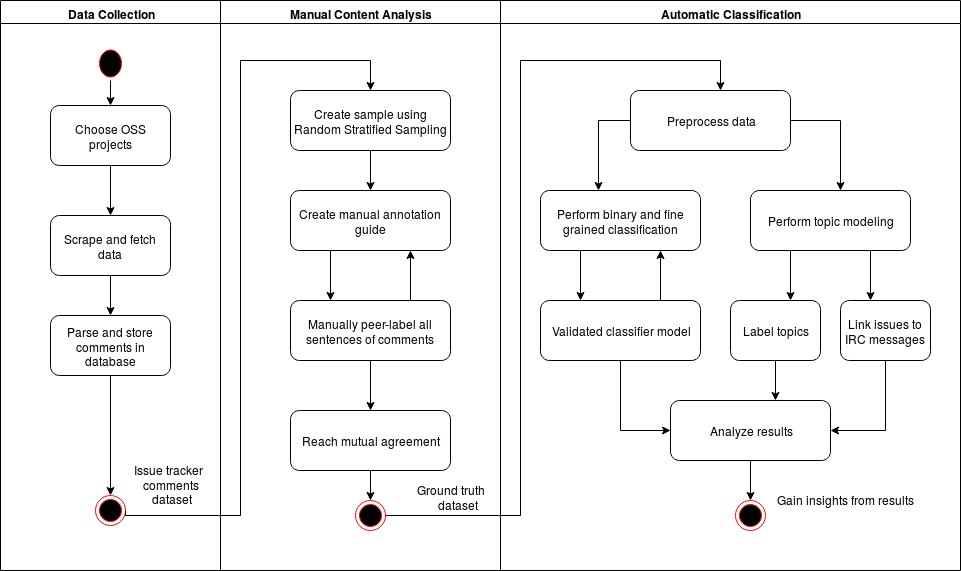 Data Collection
Manual Content Analysis
Automatic Classification
Choose OSS
projects
Scrape and fetch
data
Parse and store
comments in
database
Issue tracker
comments
dataset
Create sample using
Random Stratified Sampling
Create manual annotation
guide
Manually peer-label all
sentences of comments
Reach mutual agreement
Ground truth
dataset
Preprocess data
Perform binary and fine
grained classification
Perform topic modeling
Validated classifier model
Label topics
Link issues to
IRC messages
Analyze results
Gain insights from results